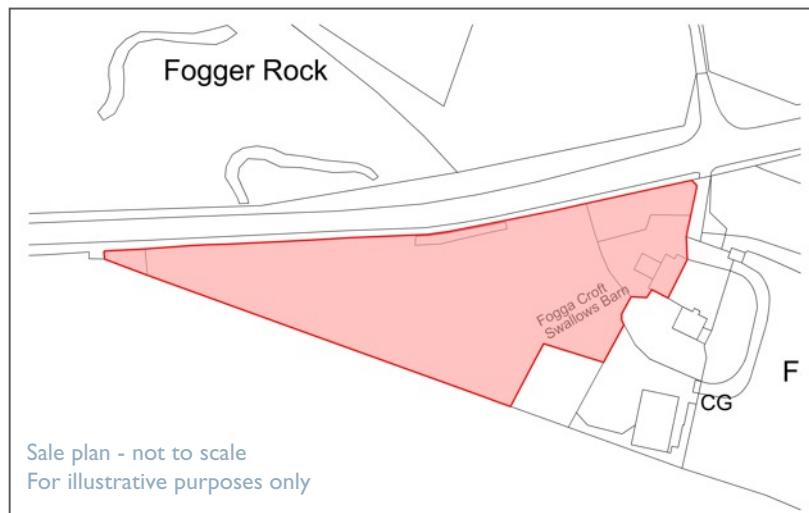 Fogger Rock
Fogga Croft
Swallows Barn
F
CG
Sale plan - not to scale
For illustrative purposes only